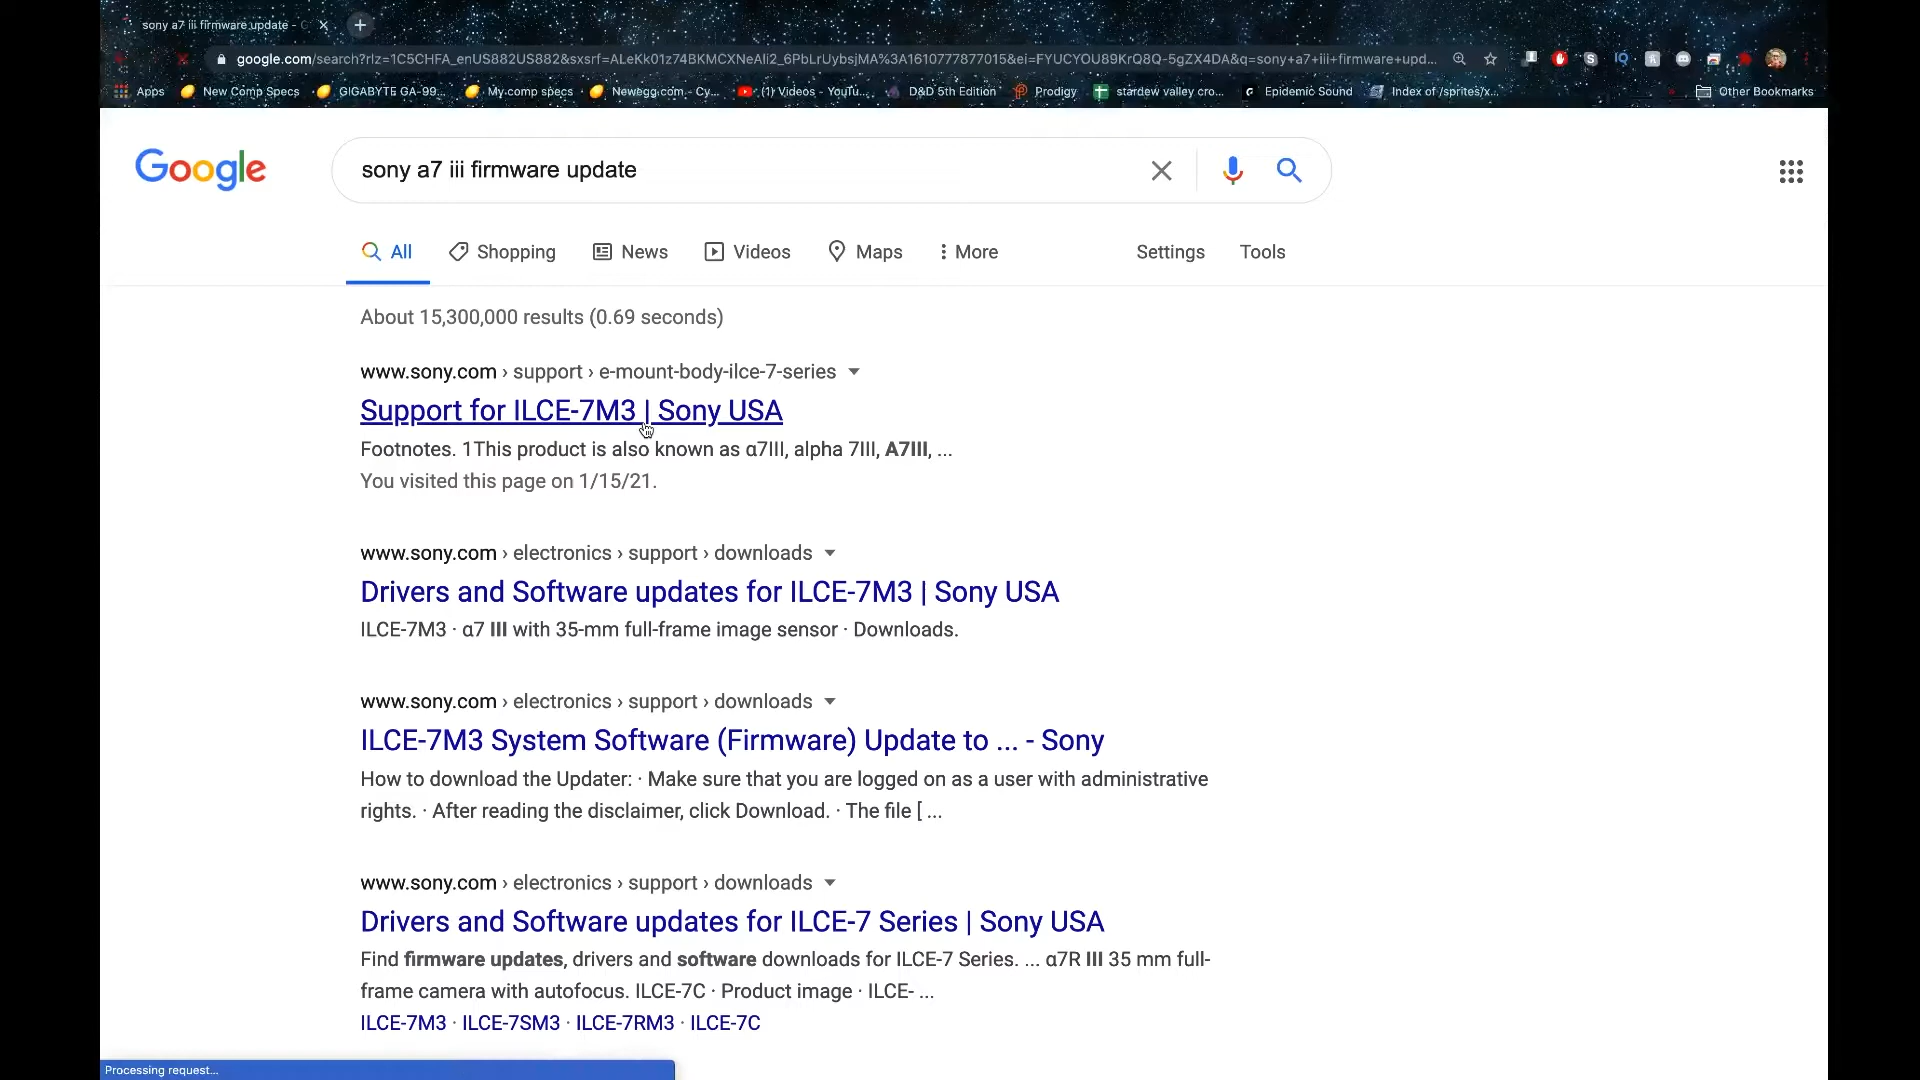 sony a7 iii firmware update - G
google.com/search?rlz=1C5CHFA_enUS882US882&sxsrf=ALeKk01z74BKMCXNeAli2_6PbLrUybsjMA%3A1610777877015&ei=FYUCYOU89KrQ8Q-5gZX4DA&q=sony+a7+iii+firmware+upd...
Apps New Comp Specs GIGABYTE GA-99... My comp specs Newegg.com - Cy... (1) Videos - YouTu... D&D 5th Edition Prodigy stardew valley cro... Epidemic Sound Index of /sprites/x... » Other Bookmarks
Google sony a7 iii firmware update
All Shopping News Videos Maps More Settings Tools
About 15,300,000 results (0.69 seconds)
www.sony.com › support › e-mount-body-ilce-7-series
Support for ILCE-7M3 | Sony USA
Footnotes. 1This product is also known as α7III, alpha 7III, A7III, ...
You visited this page on 1/15/21.
www.sony.com › electronics › support › downloads
Drivers and Software updates for ILCE-7M3 | Sony USA
ILCE-7M3 · α7 III with 35-mm full-frame image sensor · Downloads.
www.sony.com › electronics › support › downloads
ILCE-7M3 System Software (Firmware) Update to ... - Sony
How to download the Updater: · Make sure that you are logged on as a user with administrative
rights. · After reading the disclaimer, click Download. · The file [ ...
www.sony.com › electronics › support › downloads
Drivers and Software updates for ILCE-7 Series | Sony USA
Find firmware updates, drivers and software downloads for ILCE-7 Series. ... α7R III 35 mm full-
frame camera with autofocus. ILCE-7C · Product image · ILCE- ...
ILCE-7M3 · ILCE-7SM3 · ILCE-7RM3 · ILCE-7C
Processing request...